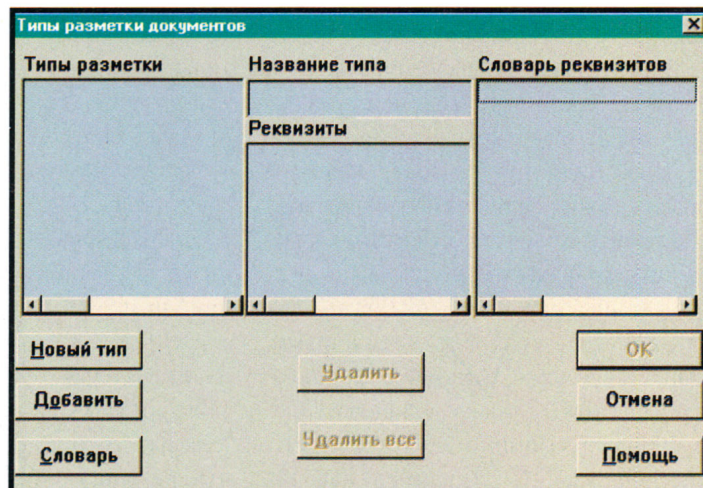 Типы разметки документов
Типы разметки
Название типа
Словарь реквизитов
Реквизиты
Новый тип
Удалить
OK
Добавить
Отмена
Удалить все
Словарь
Помощь